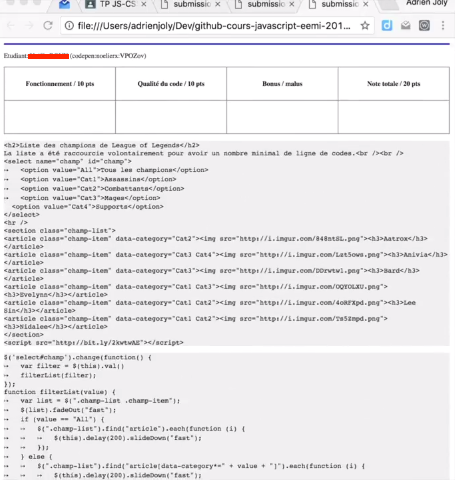 TP JS-CS × submissio × submissio × submissio × Adrien Joly
file:///Users/adrienjoly/Dev/github-cours-javascript-eemi-201...
Etudiant: (codepen:noeliezx:VPOZov)
Fonctionnement / 10 pts Qualité du code / 10 pts Bonus / malus Note totale / 20 pts
<h2>Liste des champions de League of Legends</h2>
La liste a été raccourcie volontairement pour avoir un nombre minimal de ligne de codes.<br /><br />
<select name="champ" id="champ">
<option value="All">Tous les champions</option>
<option value="Cat1">Assassins</option>
<option value="Cat2">Combattants</option>
<option value="Cat3">Mages</option>
<option value="Cat4">Supports</option>
</select>
<hr />
<section class="champ-list">
<article class="champ-item" data-category="Cat2"><img src="http://i.imgur.com/848ntSL.png"><h3>Aatrox</h3>
</article>
<article class="champ-item" data-category="Cat3 Cat4"><img src="http://i.imgur.com/Lat5ows.png"><h3>Anivia</h3>
</article>
<article class="champ-item" data-category="Cat3"><img src="http://i.imgur.com/DDrwtwl.png"><h3>Bard</h3>
</article>
<article class="champ-item" data-category="Cat1 Cat3"><img src="http://i.imgur.com/OQYOLXU.png">
<h3>Evelynn</h3></article>
<article class="champ-item" data-category="Cat1 Cat2"><img src="http://i.imgur.com/4oRFXpd.png"><h3>Lee
Sin</h3></article>
<article class="champ-item" data-category="Cat1 Cat2"><img src="http://i.imgur.com/Ts5Zmpd.png">
<h3>Nidalee</h3></article>
</section>
<script src="http://bit.ly/2kwtwAE"></script>
$('select#champ').change(function() {
var filter = $(this).val()
filterList(filter);
});
function filterList(value) {
var list = $(".champ-list .champ-item");
$(list).fadeOut("fast");
if (value == "All") {
$(".champ-list").find("article").each(function (i) {
$(this).delay(200).slideDown("fast");
});
} else {
$(".champ-list").find("article[data-category*=" + value + "]").each(function (i) {
$(this).delay(200).slideDown("fast");